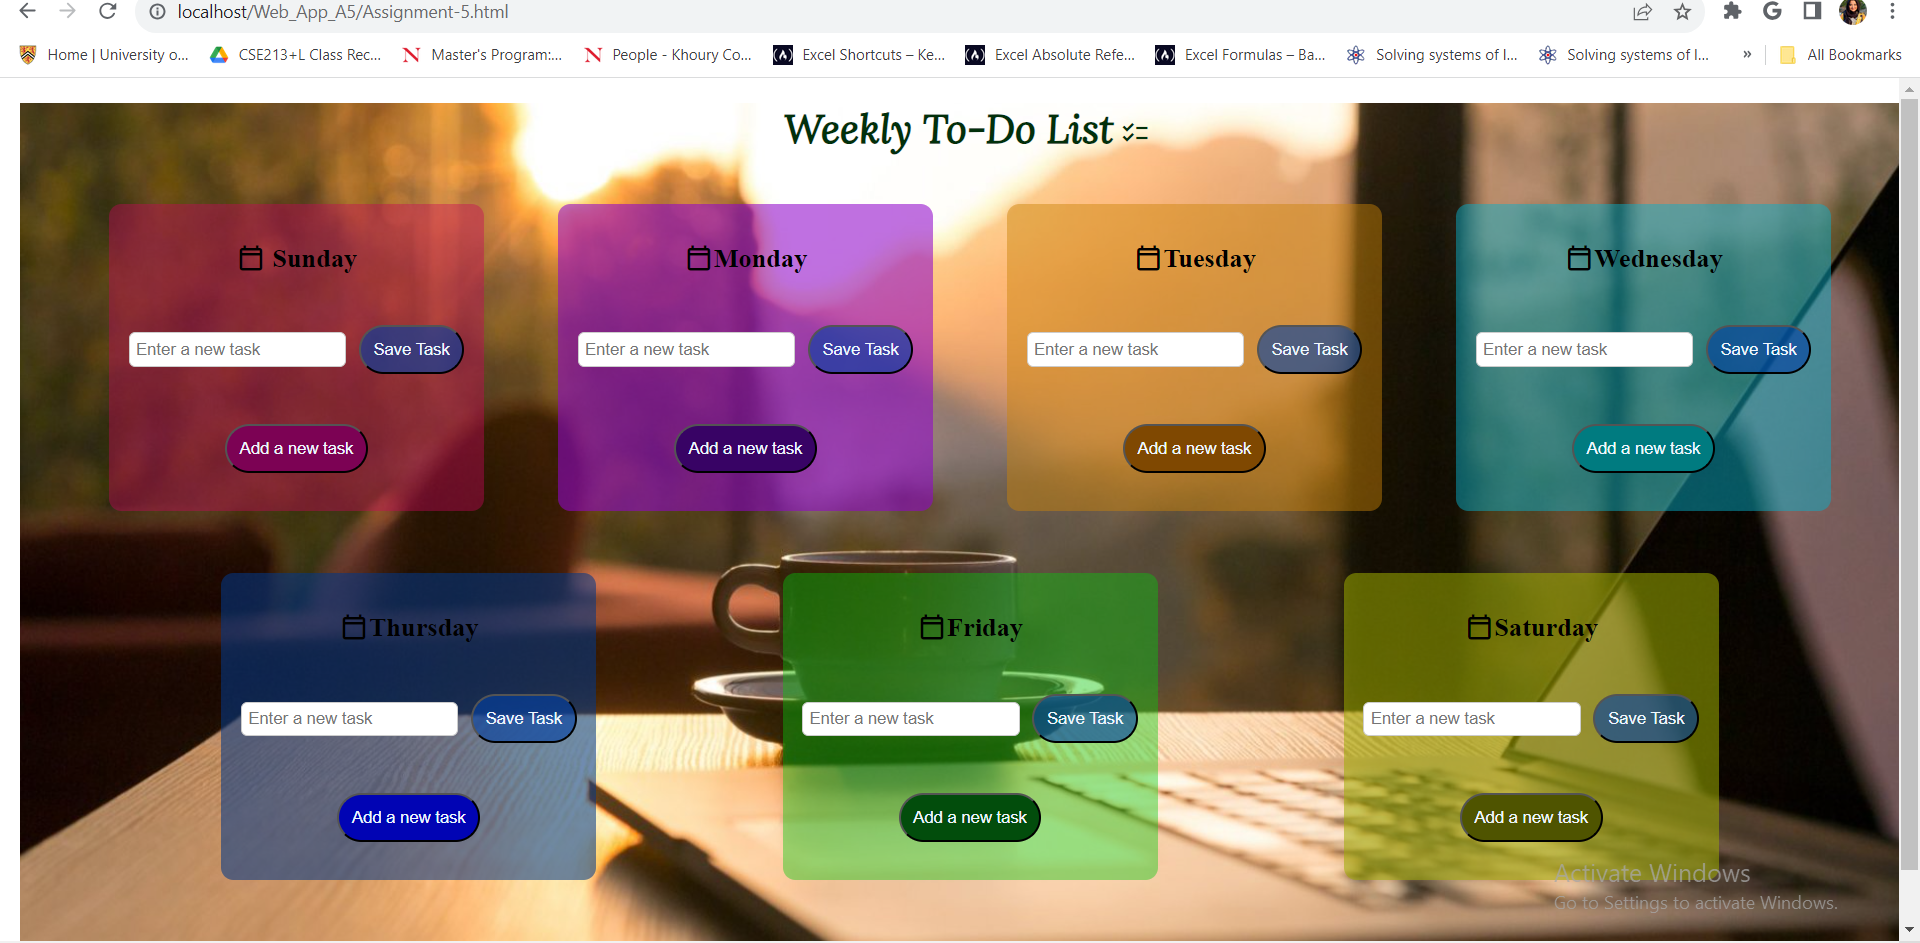 localhost/Web_App_A5/Assignment-5.html
Home | University o... CSE213+L Class Rec... Master's Program:... People - Khoury Co... Excel Shortcuts – Ke... Excel Absolute Refe... Excel Formulas – Ba... Solving systems of l... Solving systems of l... » All Bookmarks
Weekly To-Do List
Sunday Monday Tuesday Wednesday
Enter a new task Save Task Enter a new task Save Task Enter a new task Save Task Enter a new task Save Task
Add a new task Add a new task Add a new task Add a new task
Thursday Friday Saturday
Enter a new task Save Task Enter a new task Save Task Enter a new task Save Task
Add a new task Add a new task Add a new task
Activate Windows
Go to Settings to activate Windows.